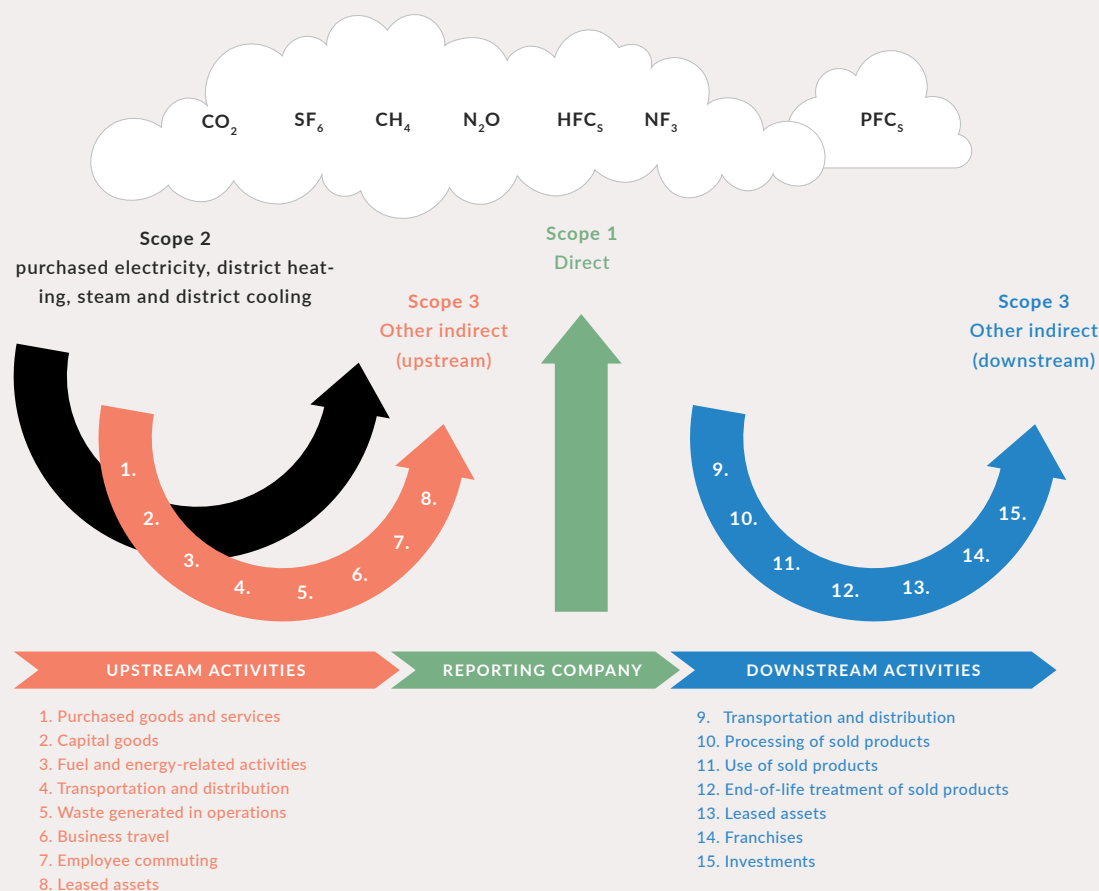 CO2 SF6 CH4 N2O HFCS NF3 PFCS
Scope 2
purchased electricity, district heat-
ing, steam and district cooling
Scope 3
Other indirect
(upstream)
Scope 1
Direct
Scope 3
Other indirect
(downstream)
1.
2.
3.
4.
5.
6.
7.
8.
9.
10.
11.
12.
13.
14.
15.
UPSTREAM ACTIVITIES
REPORTING COMPANY
DOWNSTREAM ACTIVITIES
1. Purchased goods and services
2. Capital goods
3. Fuel and energy-related activities
4. Transportation and distribution
5. Waste generated in operations
6. Business travel
7. Employee commuting
8. Leased assets
9. Transportation and distribution
10. Processing of sold products
11. Use of sold products
12. End-of-life treatment of sold products
13. Leased assets
14. Franchises
15. Investments